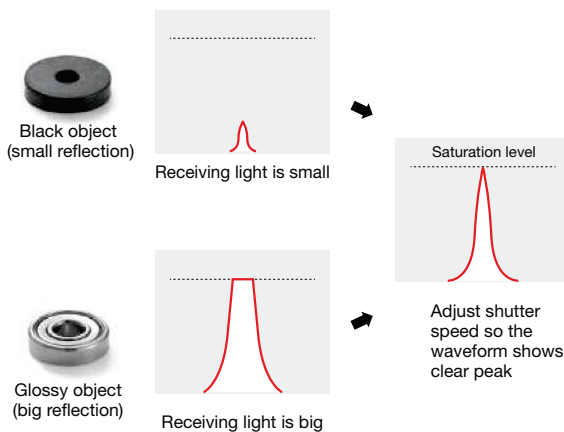 Black object
(small reflection)
Receiving light is small
Saturation level
Adjust shutter
speed so the
waveform shows
clear peak
Glossy object
(big reflection)
Receiving light is big